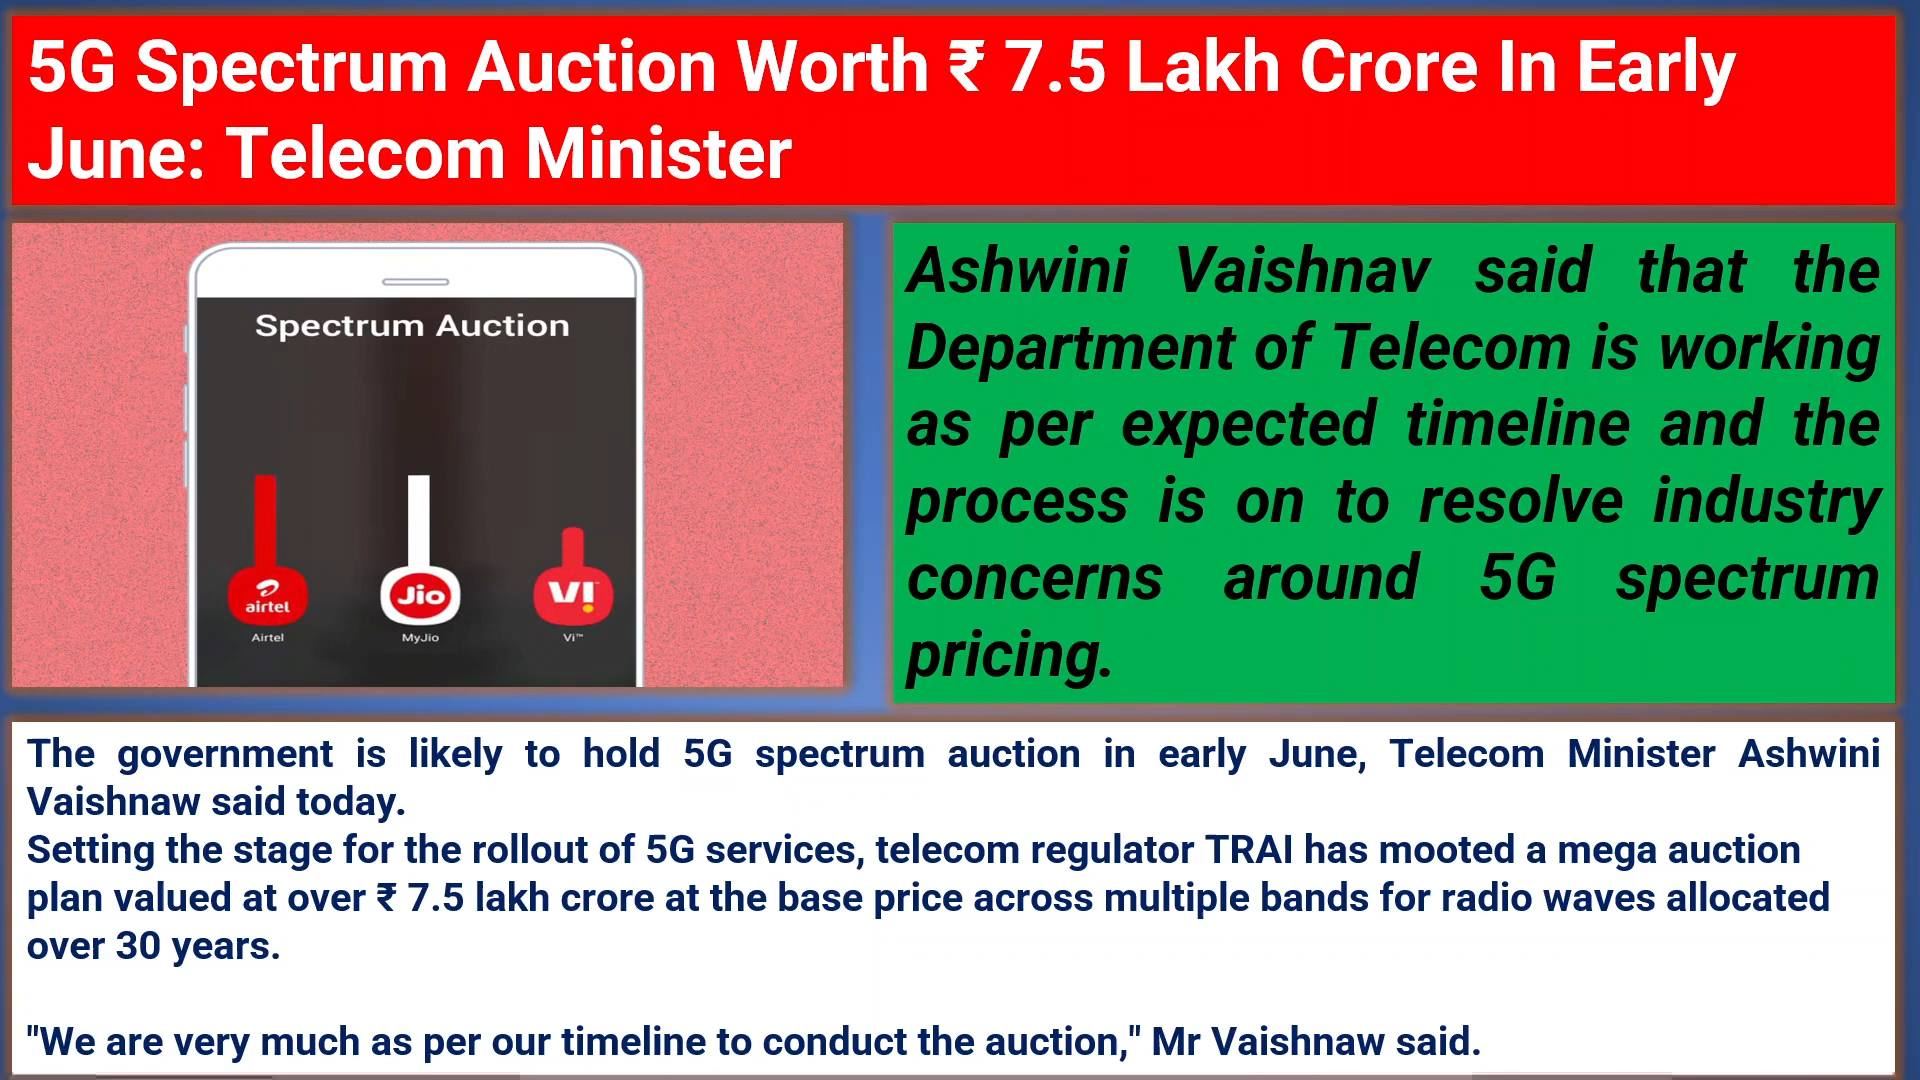 5G Spectrum Auction Worth ₹ 7.5 Lakh Crore In Early
June: Telecom Minister
Spectrum Auction
airtel
Jio
VI
Airtel
MyJio
Vi™
Ashwini Vaishnav said that the
Department of Telecom is working
as per expected timeline and the
process is on to resolve industry
concerns around 5G spectrum
pricing.
The government is likely to hold 5G spectrum auction in early June, Telecom Minister Ashwini
Vaishnaw said today.
Setting the stage for the rollout of 5G services, telecom regulator TRAI has mooted a mega auction
plan valued at over ₹ 7.5 lakh crore at the base price across multiple bands for radio waves allocated
over 30 years.
"We are very much as per our timeline to conduct the auction," Mr Vaishnaw said.